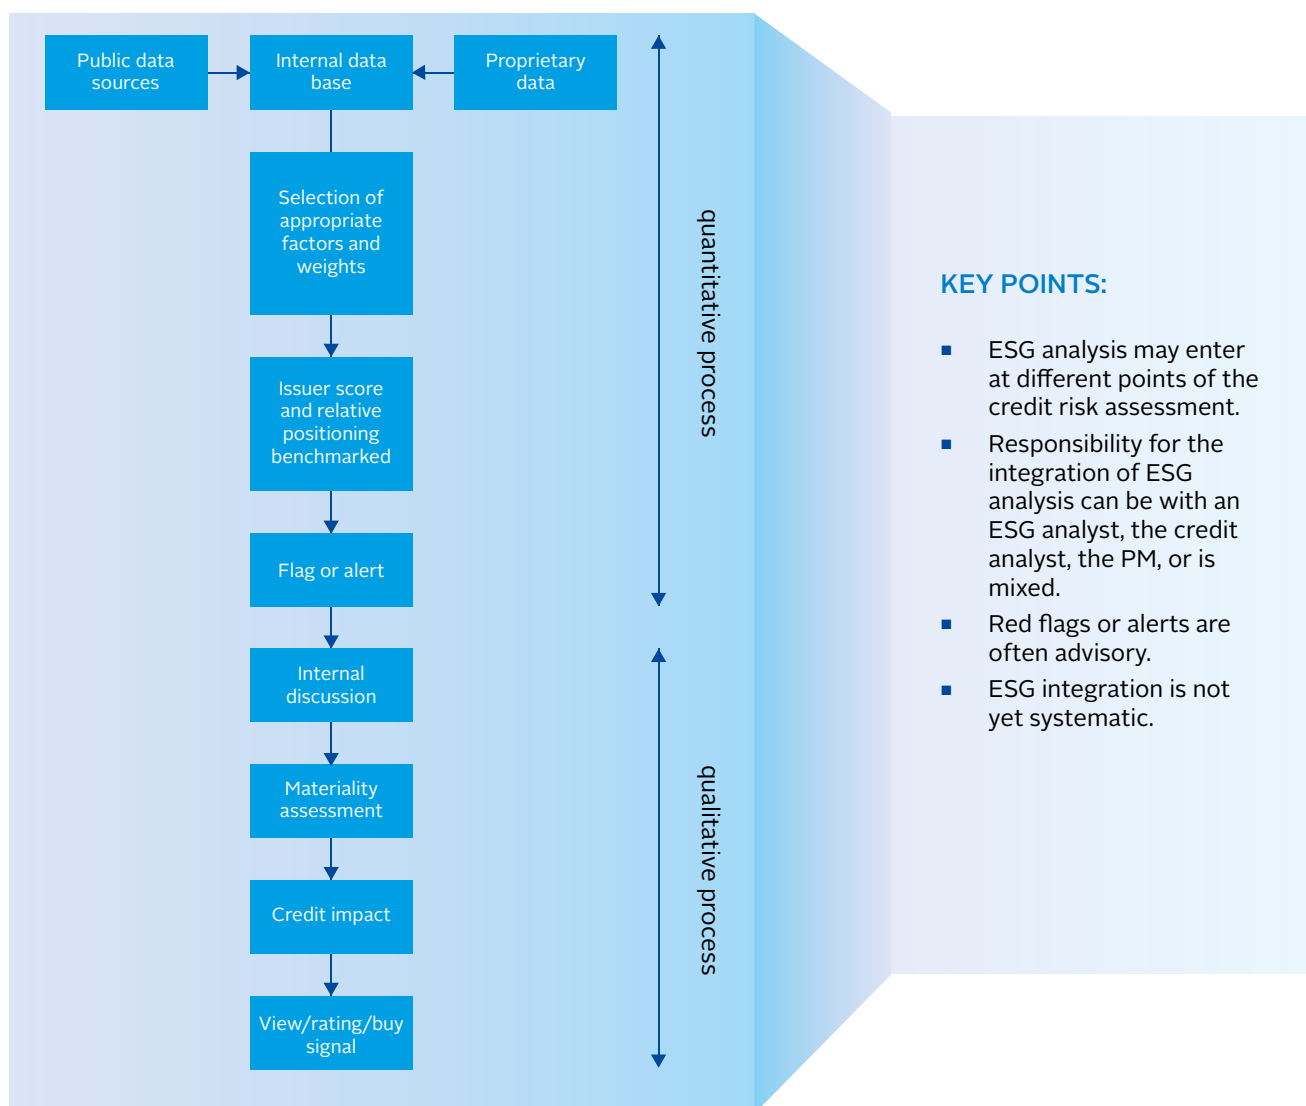 Public data
sources
Internal data
base
Proprietary
data
Selection of
appropriate
factors and
weights
Issuer score
and relative
positioning
benchmarked
Flag or alert
quantitative process
Internal
discussion
Materiality
assessment
Credit impact
View/rating/buy
signal
qualitative process
KEY POINTS:
ESG analysis may enter
at different points of the
credit risk assessment.
Responsibility for the
integration of ESG
analysis can be with an
ESG analyst, the credit
analyst, the PM, or is
mixed.
Red flags or alerts are
often advisory.
ESG integration is not
yet systematic.